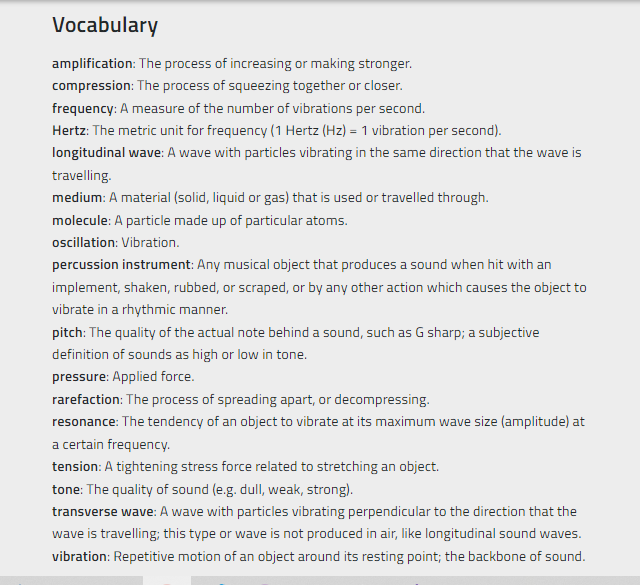 Vocabulary
amplification: The process of increasing or making stronger.
compression: The process of squeezing together or closer.
frequency: A measure of the number of vibrations per second.
Hertz: The metric unit for frequency (1 Hertz (Hz) = 1 vibration per second).
longitudinal wave: A wave with particles vibrating in the same direction that the wave is
travelling.
medium: A material (solid, liquid or gas) that is used or travelled through.
molecule: A particle made up of particular atoms.
oscillation: Vibration.
percussion instrument: Any musical object that produces a sound when hit with an
implement, shaken, rubbed, or scraped, or by any other action which causes the object to
vibrate in a rhythmic manner.
pitch: The quality of the actual note behind a sound, such as G sharp; a subjective
definition of sounds as high or low in tone.
pressure: Applied force.
rarefaction: The process of spreading apart, or decompressing.
resonance: The tendency of an object to vibrate at its maximum wave size (amplitude) at
a certain frequency.
tension: A tightening stress force related to stretching an object.
tone: The quality of sound (e.g. dull, weak, strong).
transverse wave: A wave with particles vibrating perpendicular to the direction that the
wave is travelling; this type or wave is not produced in air, like longitudinal sound waves.
vibration: Repetitive motion of an object around its resting point; the backbone of sound.